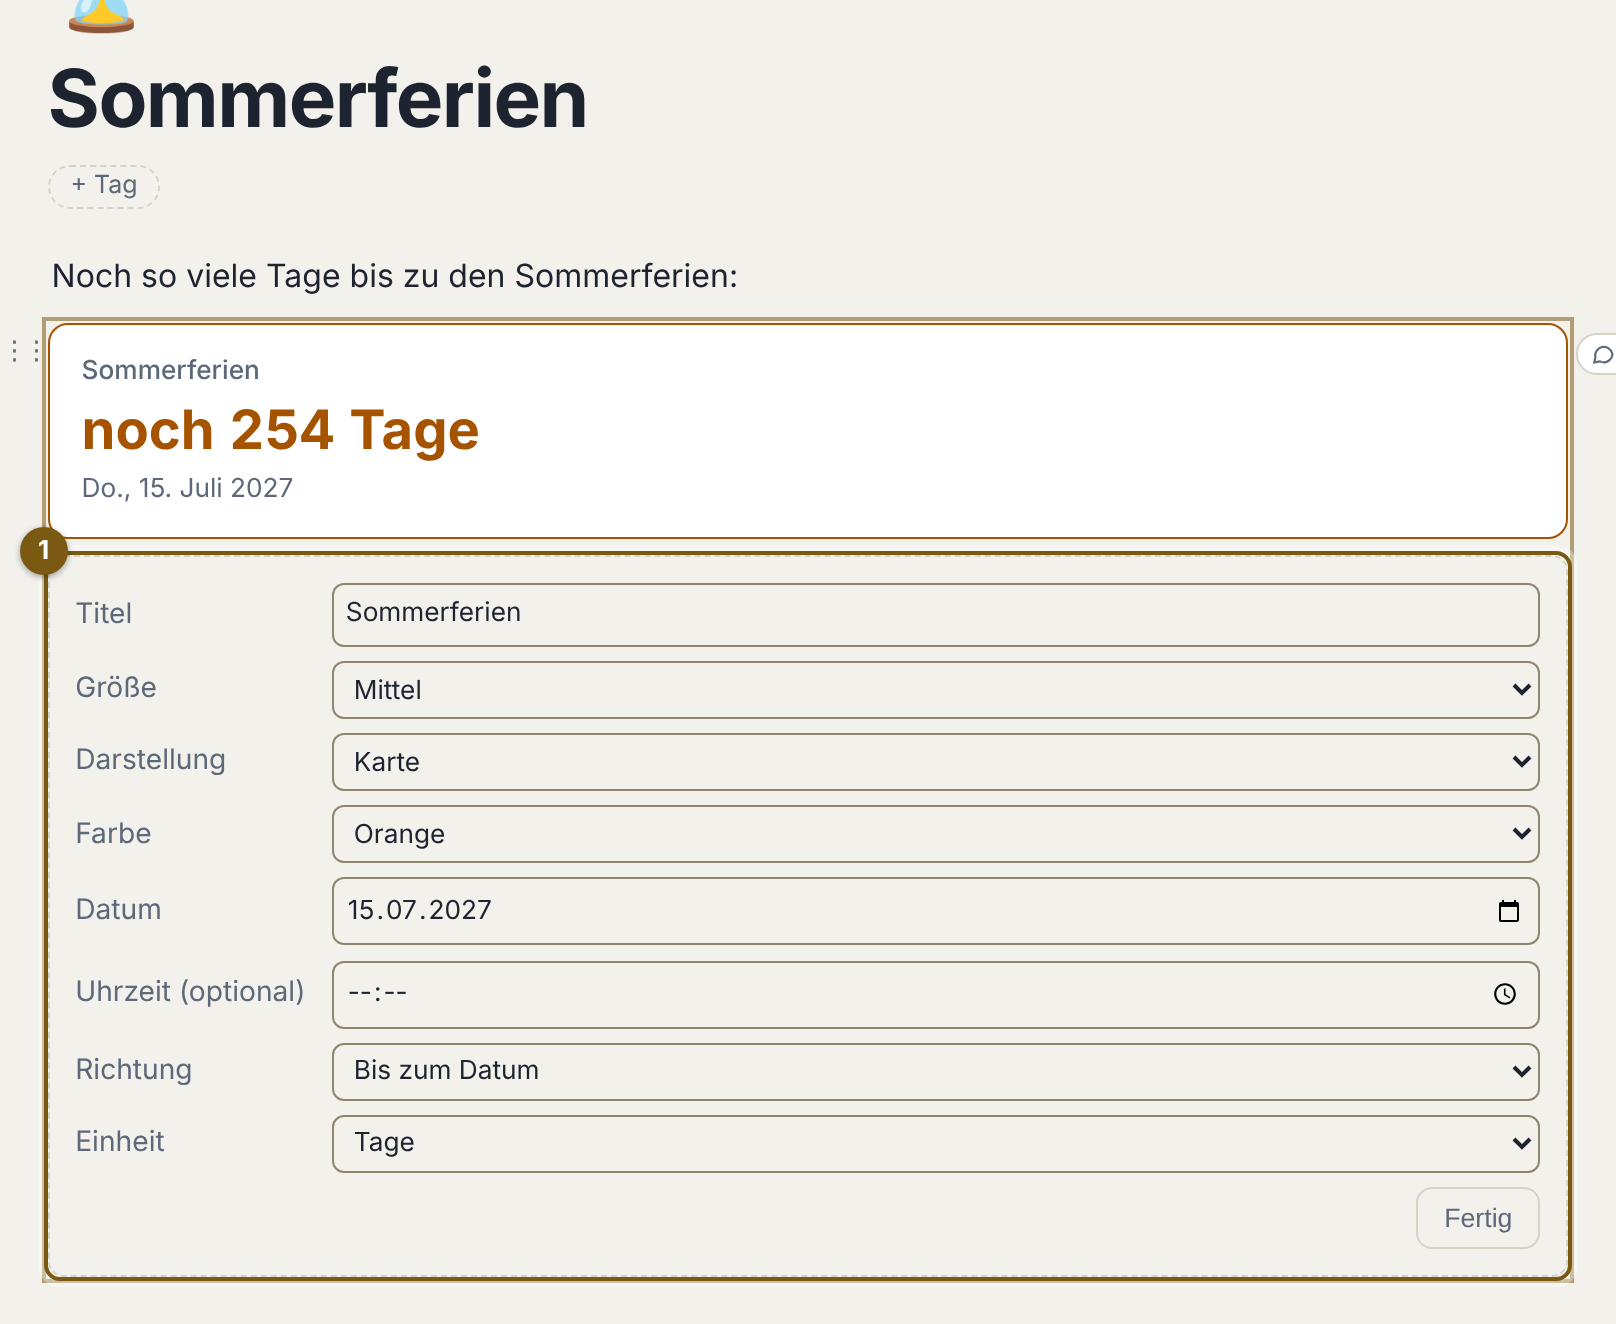 Sommerferien
+ Tag
Noch so viele Tage bis zu den Sommerferien:
Sommerferien
noch 254 Tage
Do., 15. Juli 2027
1
Titel Sommerferien
Größe Mittel
Darstellung Karte
Farbe Orange
Datum 15.07.2027
Uhrzeit (optional) --:--
Richtung Bis zum Datum
Einheit Tage
Fertig